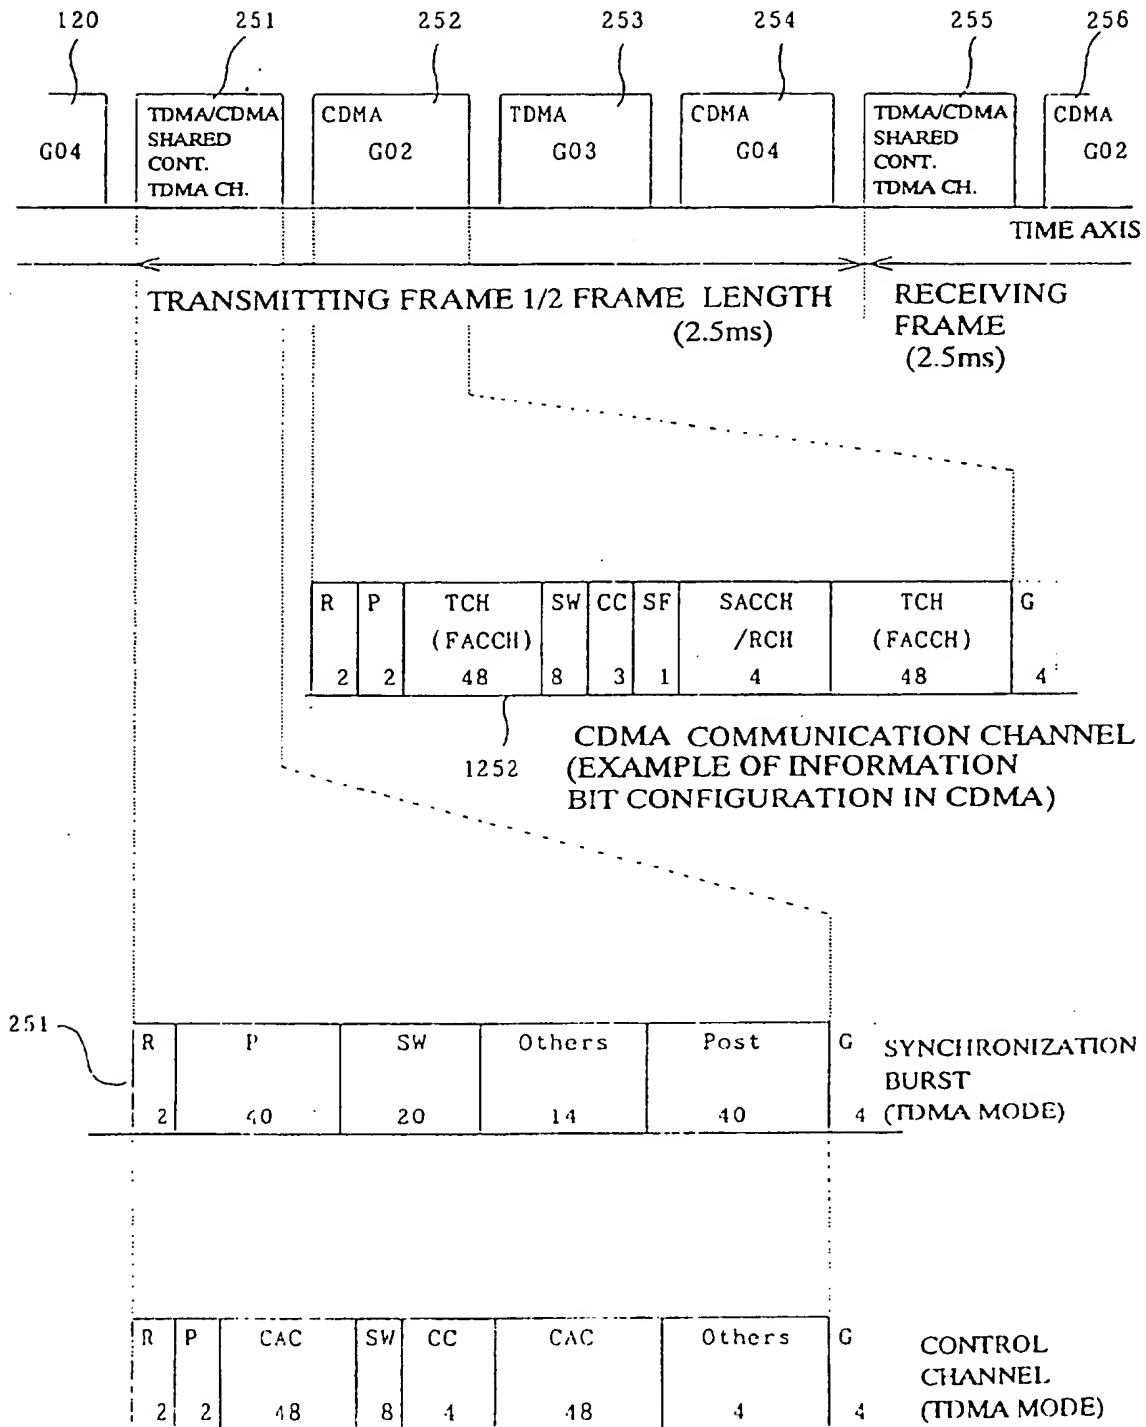 120 251 252 253 254 255 256
TDMA/CDMA CDMA TDMA CDMA TDMA/CDMA CDMA
SHARED SHARED
G04 G02 G03 G04 G02
CONT. CONT.
TDMA CH. TDMA CH.
TIME AXIS
TRANSMITTING FRAME 1/2 FRAME LENGTH RECEIVING
(2.5ms) FRAME
(2.5ms)
R P TCH SW CC SF SACCH TCH G
(FACCH) /RCH (FACCH)
2 2 48 8 3 1 4 48 4
1252
CDMA COMMUNICATION CHANNEL
(EXAMPLE OF INFORMATION
BIT CONFIGURATION IN CDMA)
251
R P SW Others Post G
2 40 20 14 40 4
SYNCHRONIZATION
BURST
(TDMA MODE)
R P CAC SW CC CAC Others G
2 2 48 8 4 48 4 4
CONTROL
CHANNEL
(TDMA MODE)